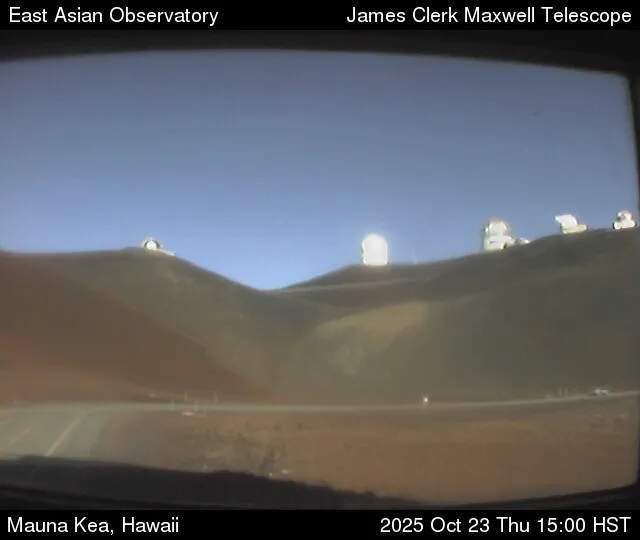 East Asian Observatory
James Clerk Maxwell Telescope
Mauna Kea, Hawaii
2025 Oct 23 Thu 15:00 HST